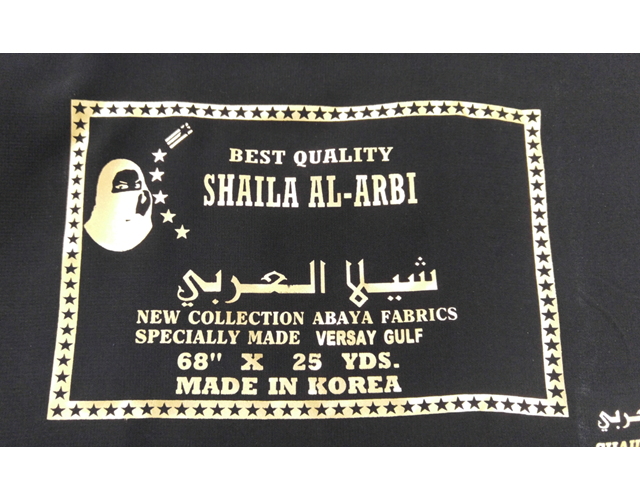 BEST QUALITY
SHAILA AL-ARBI
شيلا العربي
NEW COLLECTION ABAYA FABRICS
SPECIALLY MADE VERSAY GULF
68" X 25 YDS.
MADE IN KOREA